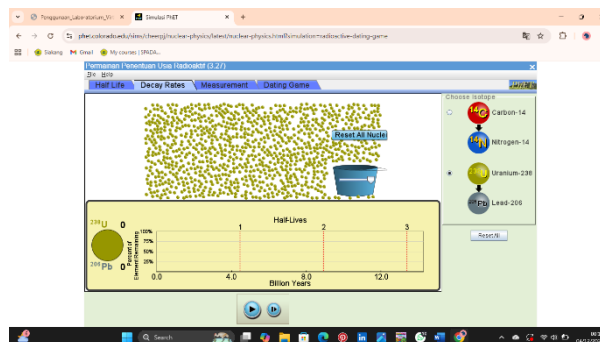 Penggunaan_Laboratorium_Vir
Simulasi PhET
phet.colorado.edu/sims/cheerpj/nuclear-physics/latest/nuclear-physics.html?simulation=radioactive-dating-game
Gmail
My courses | SPADA...
Permainan Penentuan Usia Radioaktif (3.27)
File Help
Half Life
Decay Rates
Measurement
Dating Game
Reset All Nuclei
Choose Isotope
14C Carbon-14
14N Nitrogen-14
238U Uranium-238
206Pb Lead-206
Reset All
238U 0
206Pb 0
Half-Lives
1 2 3
Percent of Element Remaining
100%
75%
50%
25%
0.0 4.0 8.0 12.0
Billion Years
Search